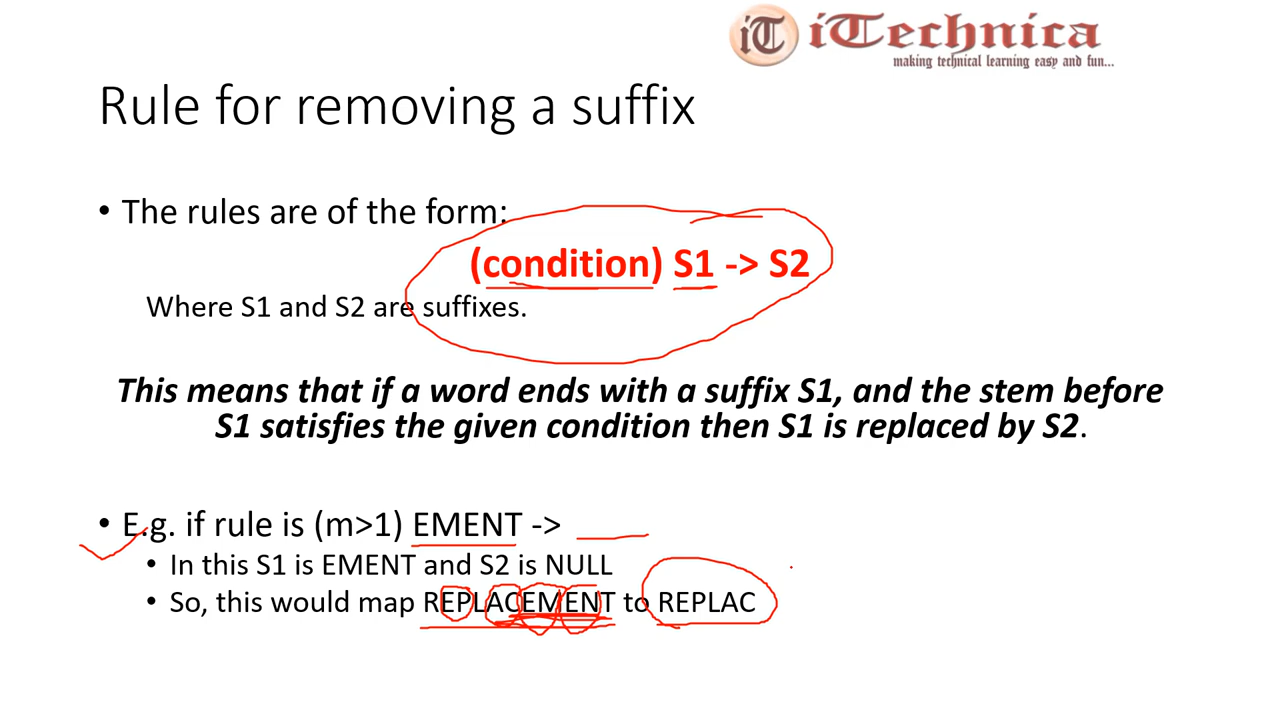 iT iTechnica
making technical learning easy and fun...
Rule for removing a suffix
• The rules are of the form:
(condition) S1 -> S2
Where S1 and S2 are suffixes.
This means that if a word ends with a suffix S1, and the stem before
S1 satisfies the given condition then S1 is replaced by S2.
• E.g. if rule is (m>1) EMENT ->
• In this S1 is EMENT and S2 is NULL
• So, this would map REPLACEMENT to REPLAC